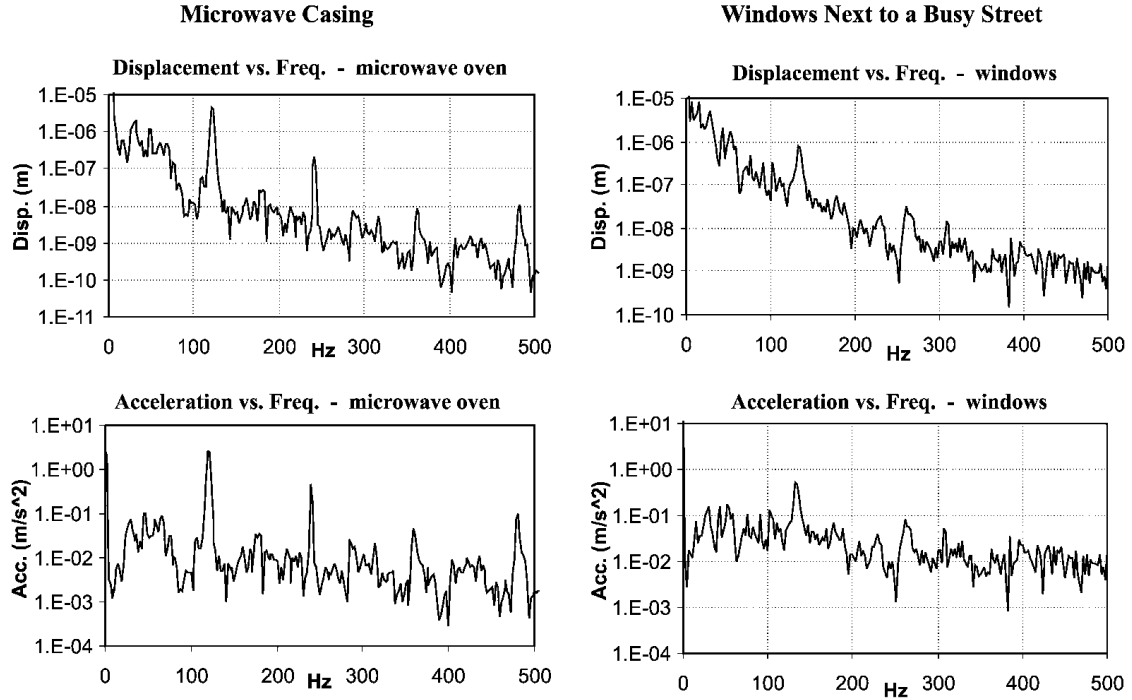 Microwave Casing
Displacement vs. Freq. - microwave oven
1.E-05
1.E-06
1.E-07
1.E-08
1.E-09
1.E-10
1.E-11
Disp. (m)
0 100 200 300 400 500
Hz
Acceleration vs. Freq. - microwave oven
1.E+01
1.E+00
1.E-01
1.E-02
1.E-03
1.E-04
Acc. (m/s^2)
0 100 200 300 400 500
Hz
Windows Next to a Busy Street
Displacement vs. Freq. - windows
1.E-05
1.E-06
1.E-07
1.E-08
1.E-09
1.E-10
Disp. (m)
0 100 200 300 400 500
Hz
Acceleration vs. Freq. - windows
1.E+01
1.E+00
1.E-01
1.E-02
1.E-03
1.E-04
Acc. (m/s^2)
0 100 200 300 400 500
Hz